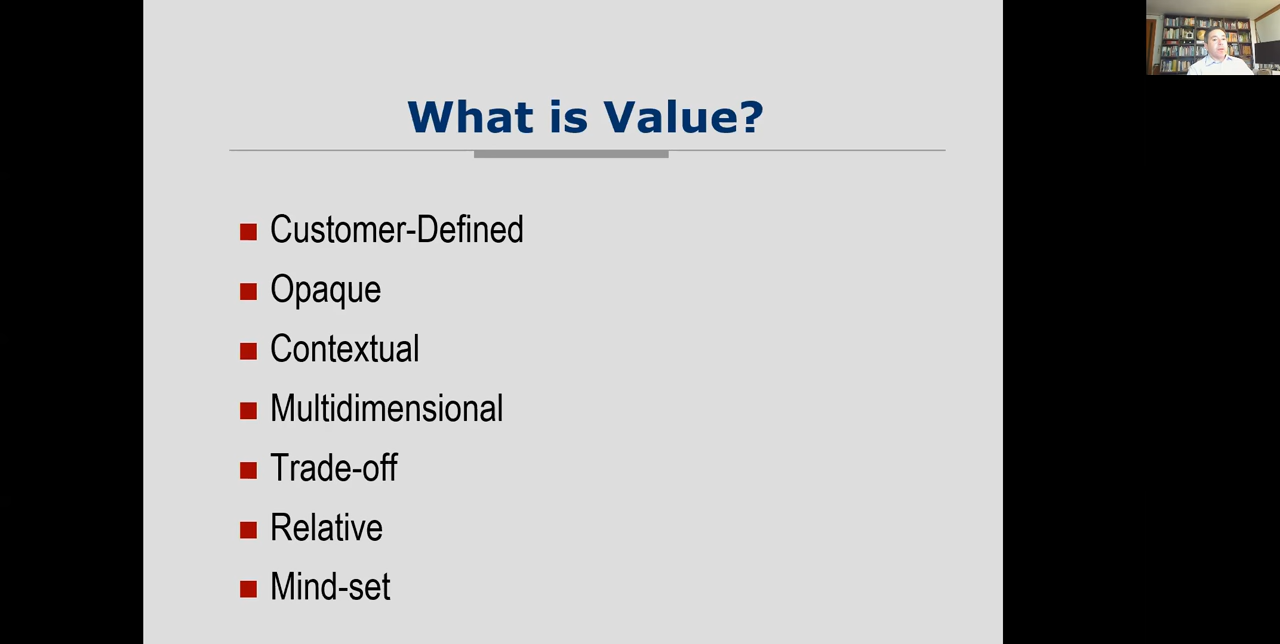 What is Value?
Customer-Defined
Opaque
Contextual
Multidimensional
Trade-off
Relative
Mind-set